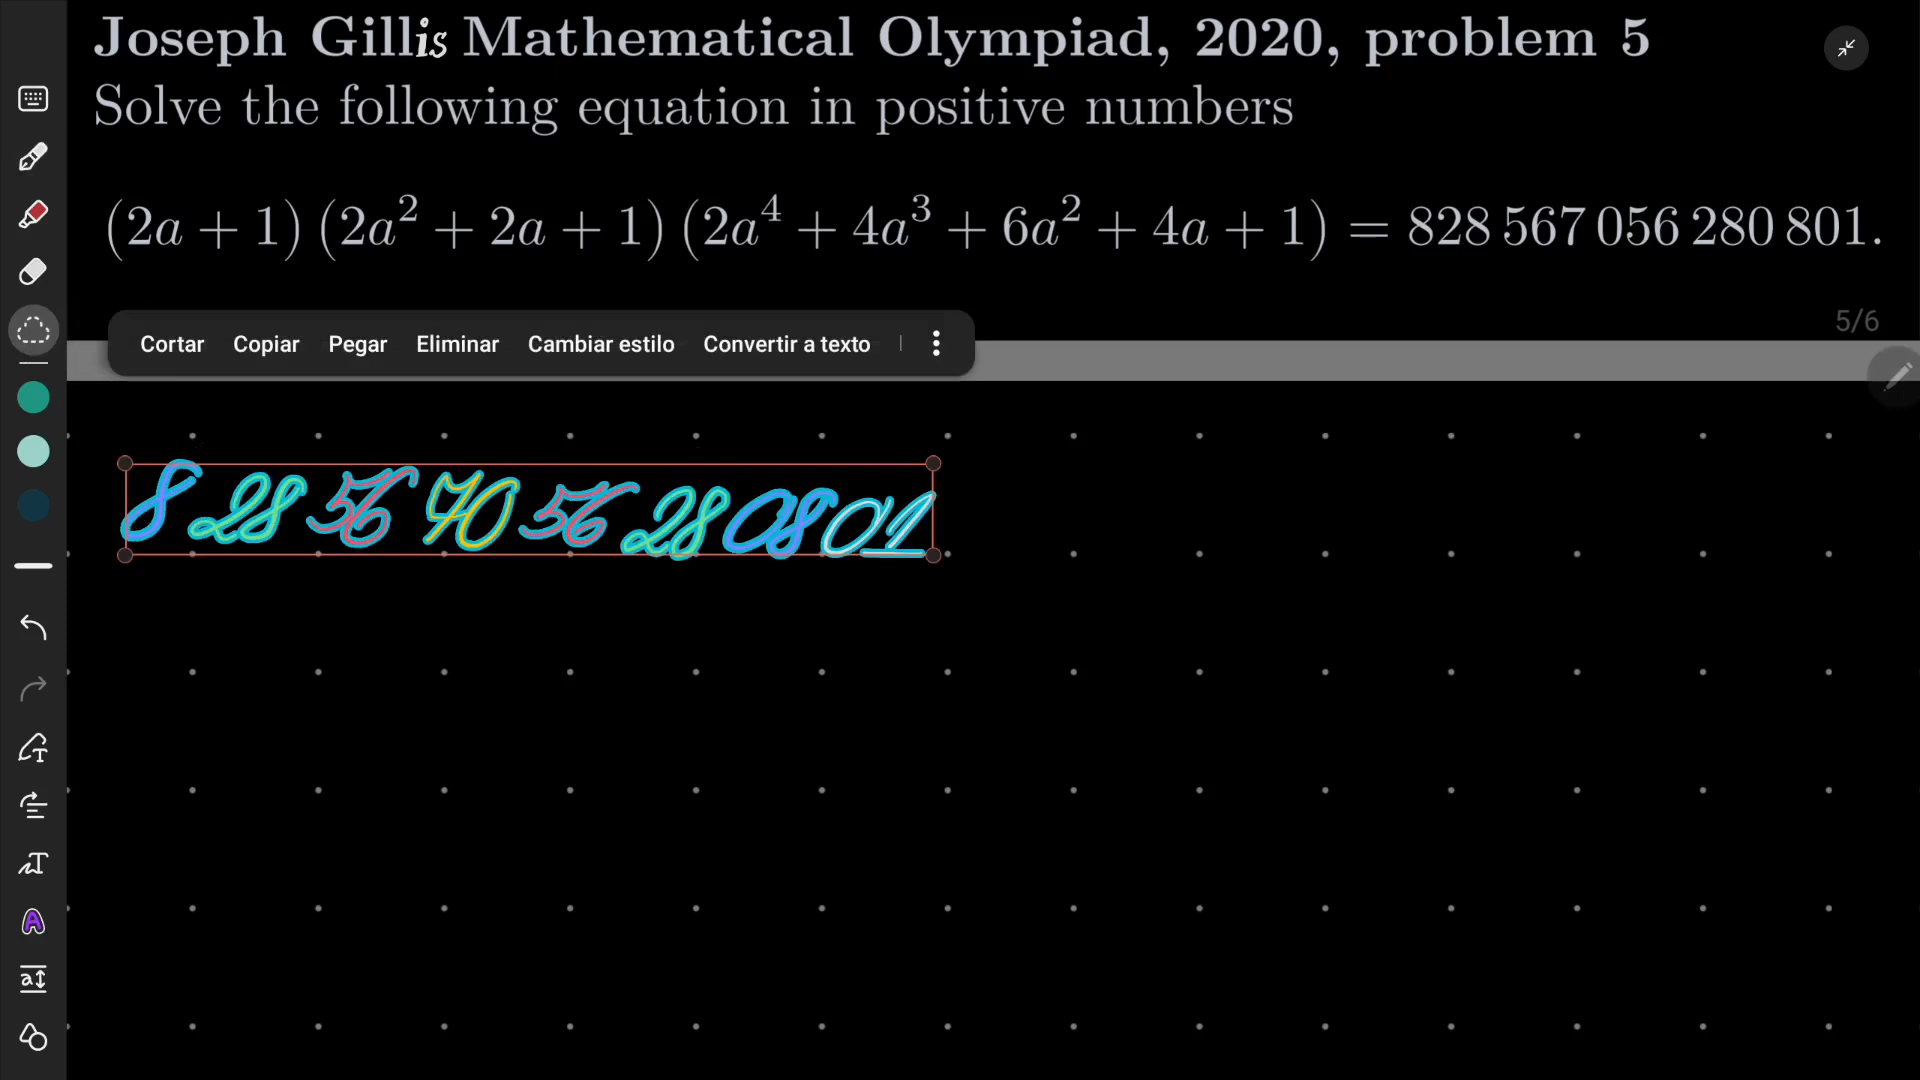 Joseph Gillis Mathematical Olympiad, 2020, problem 5
Solve the following equation in positive numbers
(2a + 1) (2a² + 2a + 1) (2a⁴ + 4a³ + 6a² + 4a + 1) = 828 567 056 280 801.
5/6
Cortar Copiar Pegar Eliminar Cambiar estilo Convertir a texto
8 28 56 70 56 28 08 01